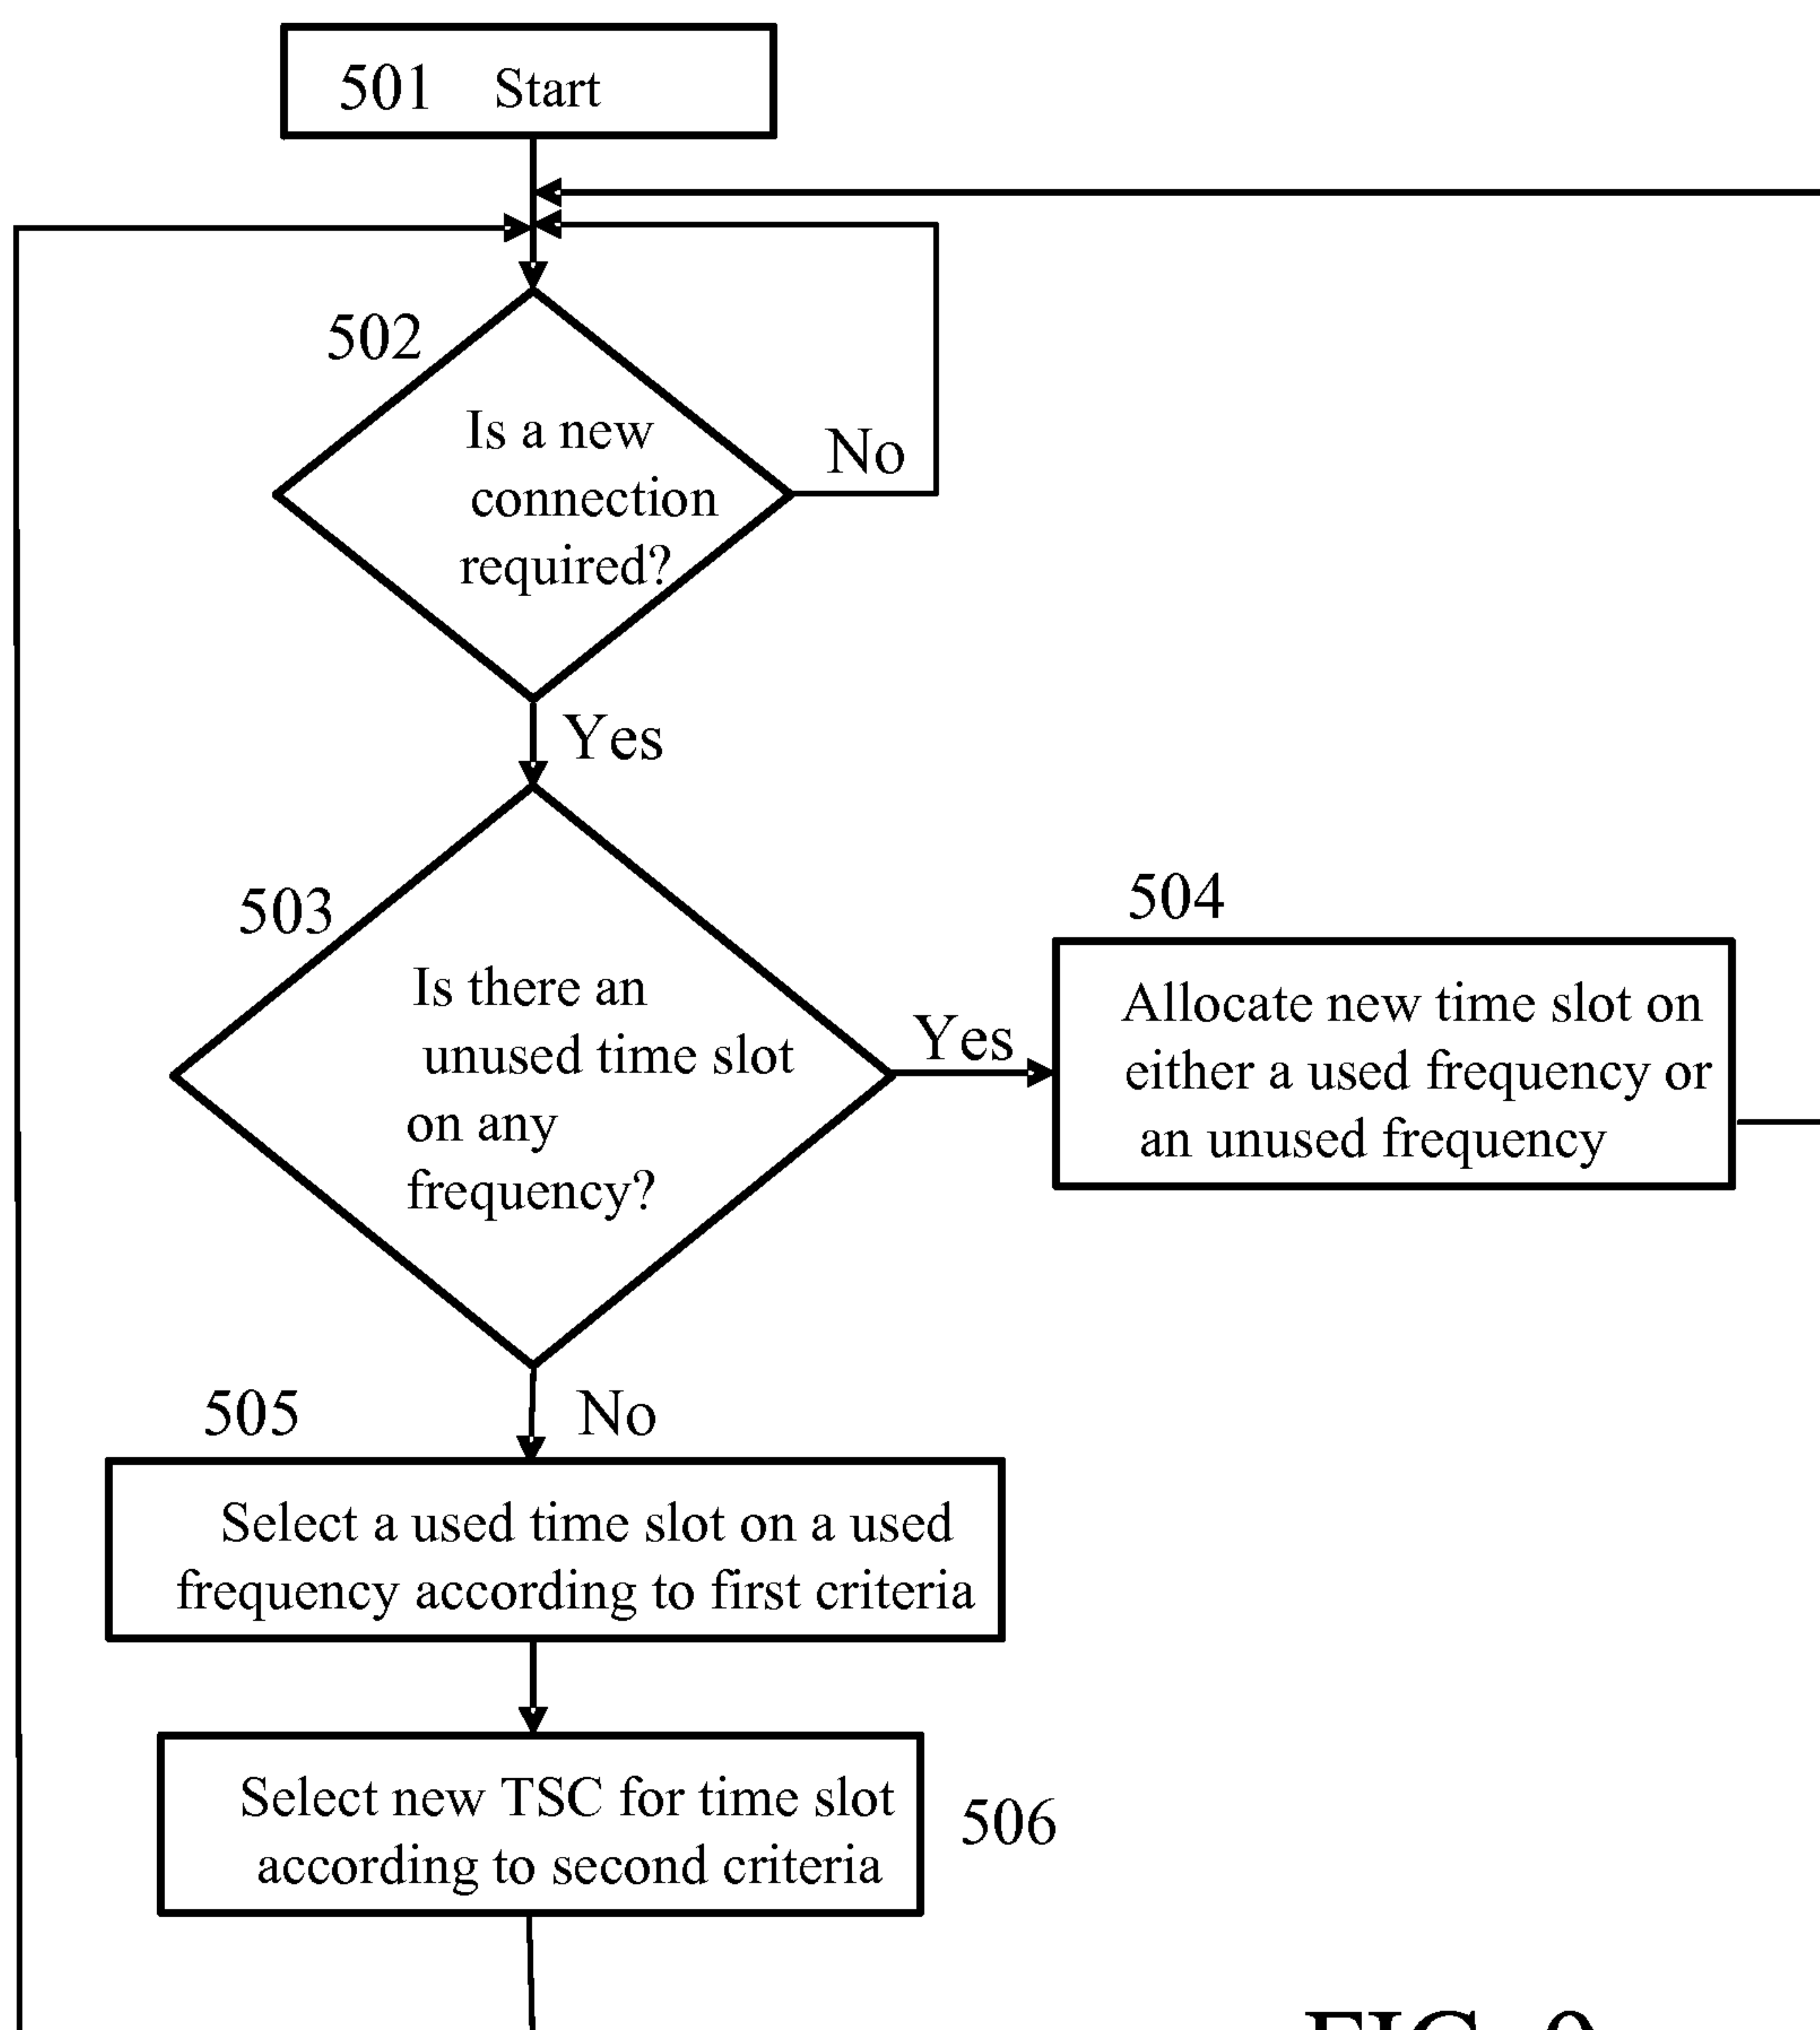 501 Start
502
Is a new
connection
required?
No
Yes
503
Is there an
unused time slot
on any
frequency?
Yes
504
Allocate new time slot on
either a used frequency or
an unused frequency
505
No
Select a used time slot on a used
frequency according to first criteria
Select new TSC for time slot
according to second criteria
506
FIG.